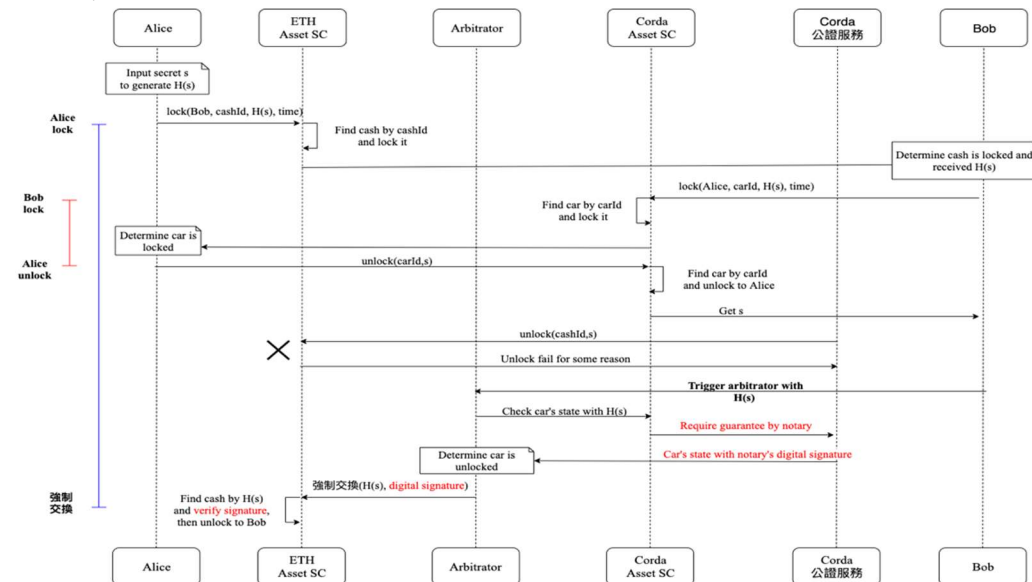 Alice
ETH
Asset SC
Arbitrator
Corda
Asset SC
Corda
公證服務
Bob
Input secret s
to generate H(s)
Alice
lock
lock(Bob, cashId, H(s), time)
Find cash by cashId
and lock it
Determine cash is locked and
received H(s)
Bob
lock
lock(Alice, carId, H(s), time)
Find car by carId
and lock it
Determine car is
locked
Alice
unlock
unlock(carId,s)
Find car by carId
and unlock to Alice
Get s
unlock(cashId,s)
Unlock fail for some reason
Trigger arbitrator with
H(s)
Check car's state with H(s)
Require guarantee by notary
Determine car is
unlocked
Car's state with notary's digital signature
強制
交換
強制交換(H(s), digital signature)
Find cash by H(s)
and verify signature,
then unlock to Bob
Alice
ETH
Asset SC
Arbitrator
Corda
Asset SC
Corda
公證服務
Bob